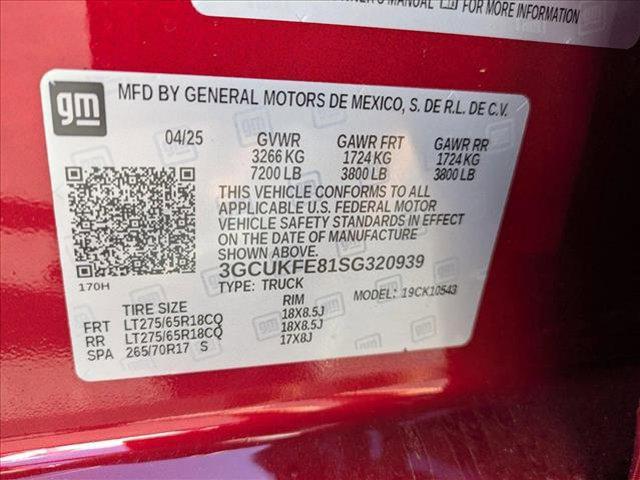 OWNER'S MANUAL FOR MORE INFORMATION
gm
MFD BY GENERAL MOTORS DE MEXICO, S. DE R.L. DE C.V.
04/25 GVWR GAWR FRT GAWR RR
3266 KG 1724 KG 1724 KG
7200 LB 3800 LB 3800 LB
THIS VEHICLE CONFORMS TO ALL
APPLICABLE U.S. FEDERAL MOTOR
VEHICLE SAFETY STANDARDS IN EFFECT
ON THE DATE OF MANUFACTURE
SHOWN ABOVE.
3GCUKFE81SG320939
170H
TYPE: TRUCK MODEL: 19CK10543
TIRE SIZE RIM
FRT LT275/65R18CQ 18X8.5J
RR LT275/65R18CQ 18X8.5J
SPA 265/70R17 S 17X8J